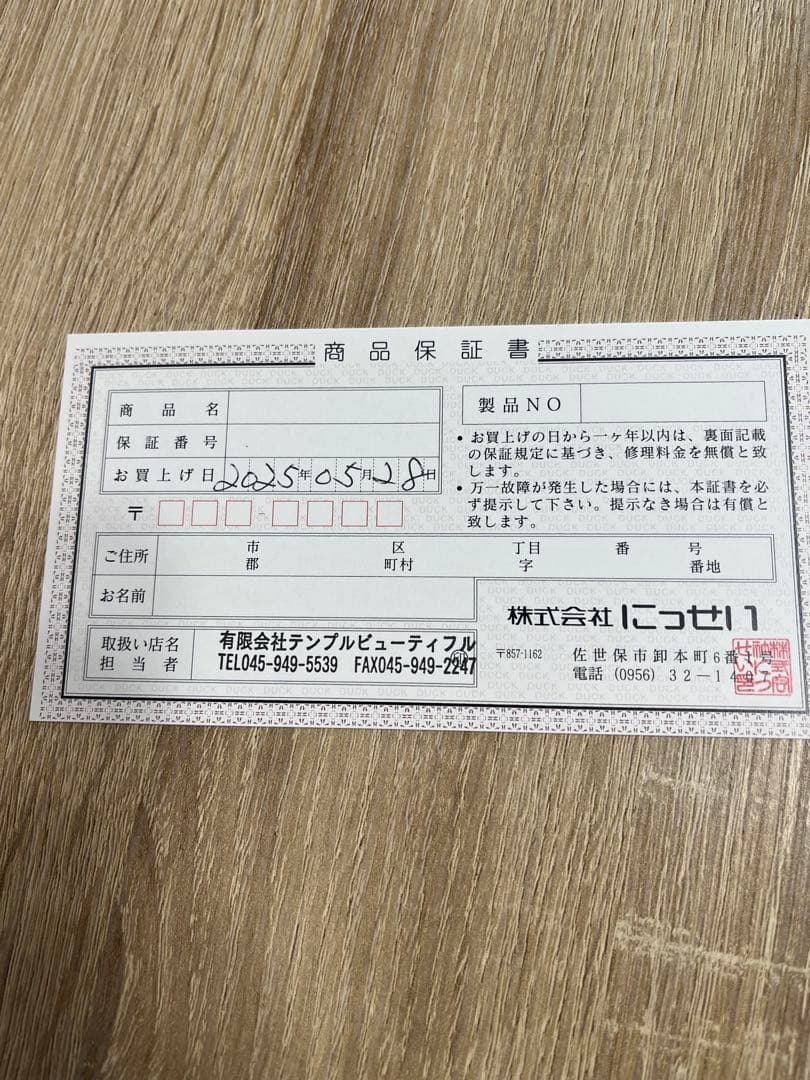 商品保証書
商品名
保証番号
お買上げ日 2025年05月28日
製品NO
• お買上げの日から一ヶ年以内は、裏面記載
の保証規定に基づき、修理料金を無償と致
します。
• 万一故障が発生した場合には、本証書を必
ず提示して下さい。提示なき場合は有償と
致します。
〒 -
ご住所 市 区 丁目 番 号
郡 町村 字 番地
お名前
取扱い店名
担当者
有限会社テンプルビューティフル
TEL045-949-5539 FAX045-949-2247
株式会社にっせい
〒857-1162 佐世保市卸本町6番 号
電話 (0956) 32-14